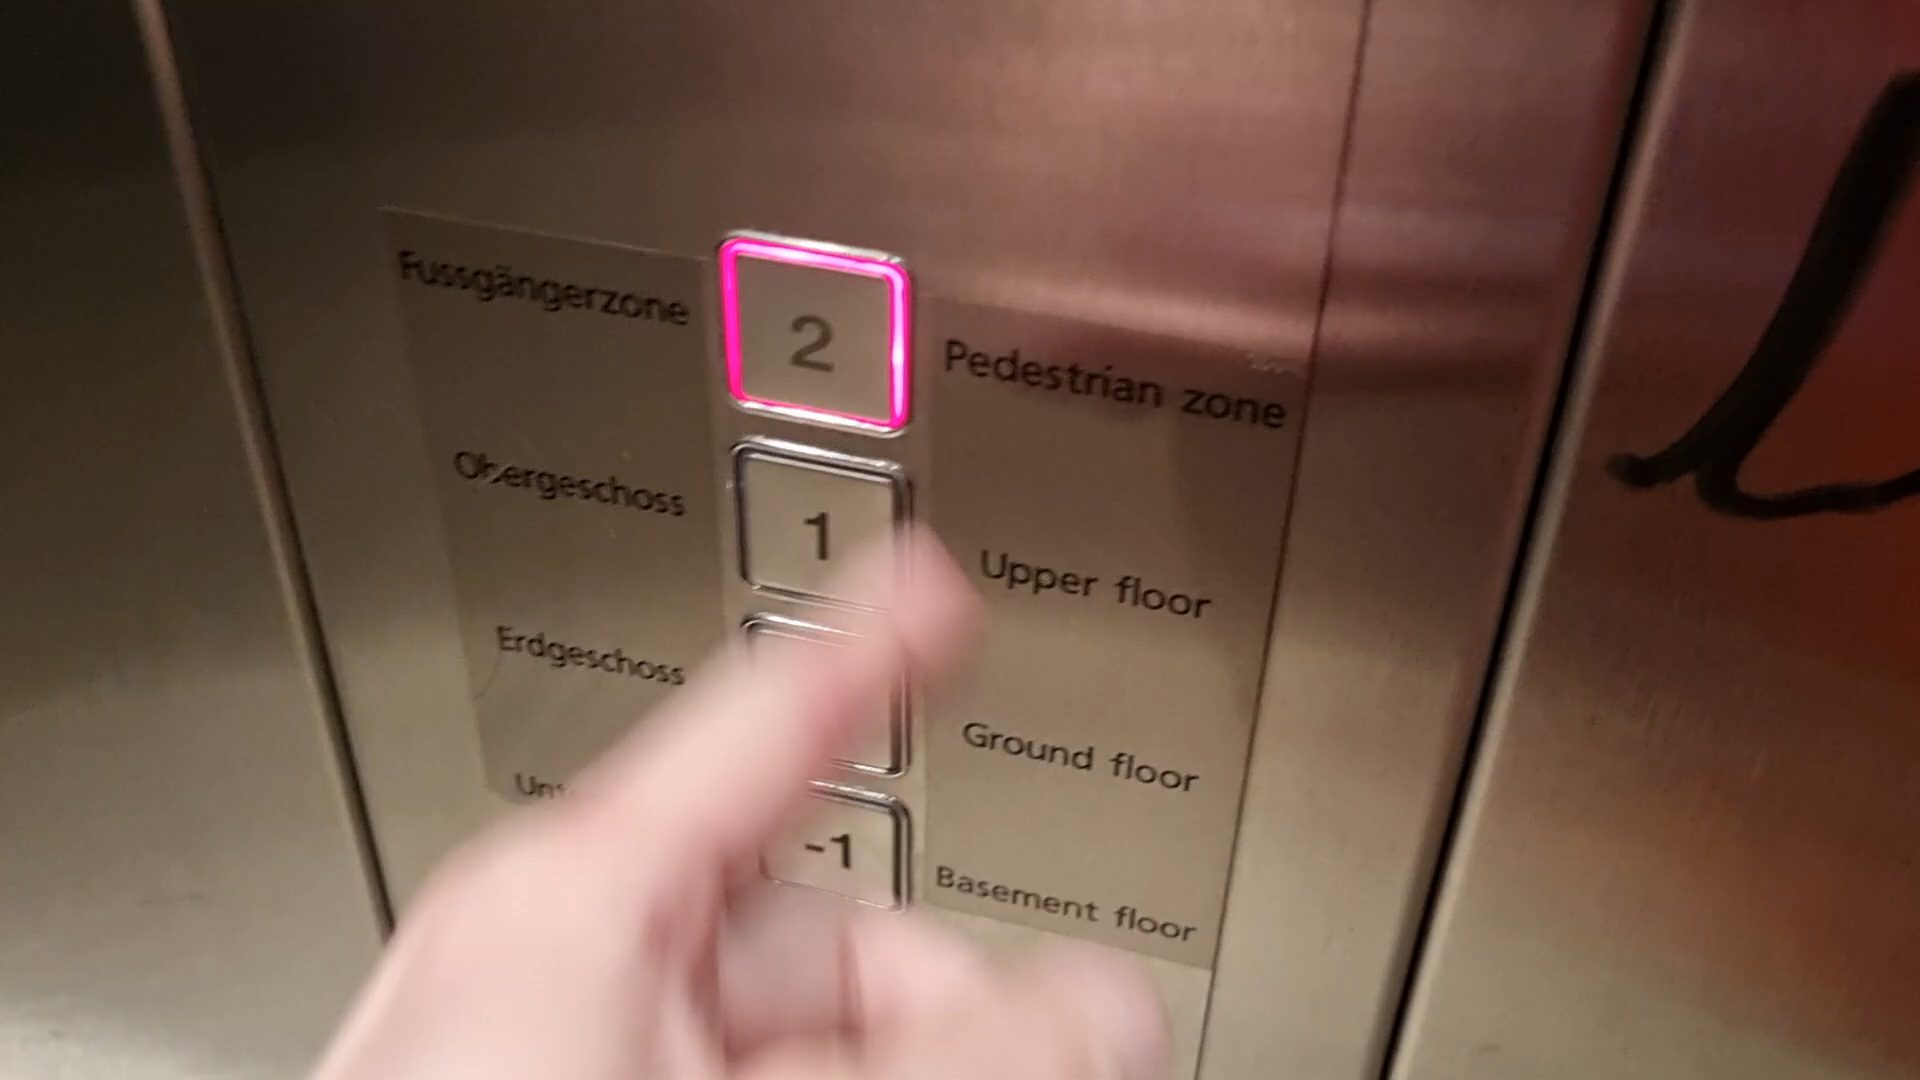 Fussgängerzone
2
Pedestrian zone
Obergeschoss
1
Upper floor
Erdgeschoss
Ground floor
-1
Basement floor